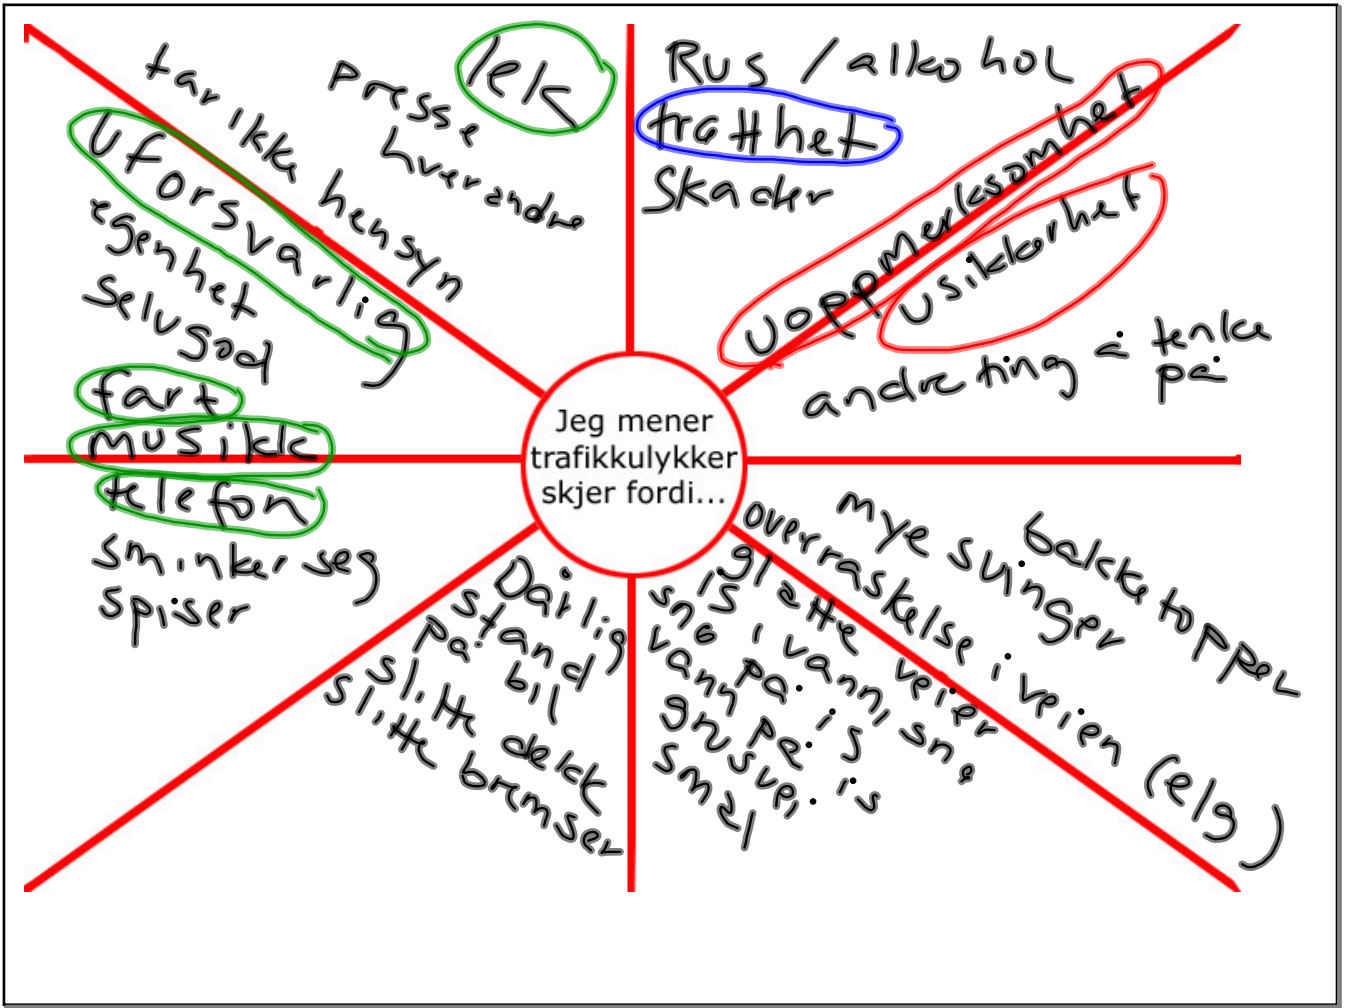 tar ikke hensyn
presse
hverandre
lek
Rus / alkohol
tratthet
Skader
uoppmerksomhet
usikkerhet
andre ting å tenke
på
uforsvarlig
egenhet
selvgod
fart
musikk
telefon
sminker seg
spiser
Jeg mener
trafikkulykker
skjer fordi...
mye svinger
bakketopper
overraskelse i veien (elg)
glatte veier
is i vann i snø
snø på is
vann på is
grusvei
smal
Dårlig
stand
på bil
slitte dekk
slitte bremser